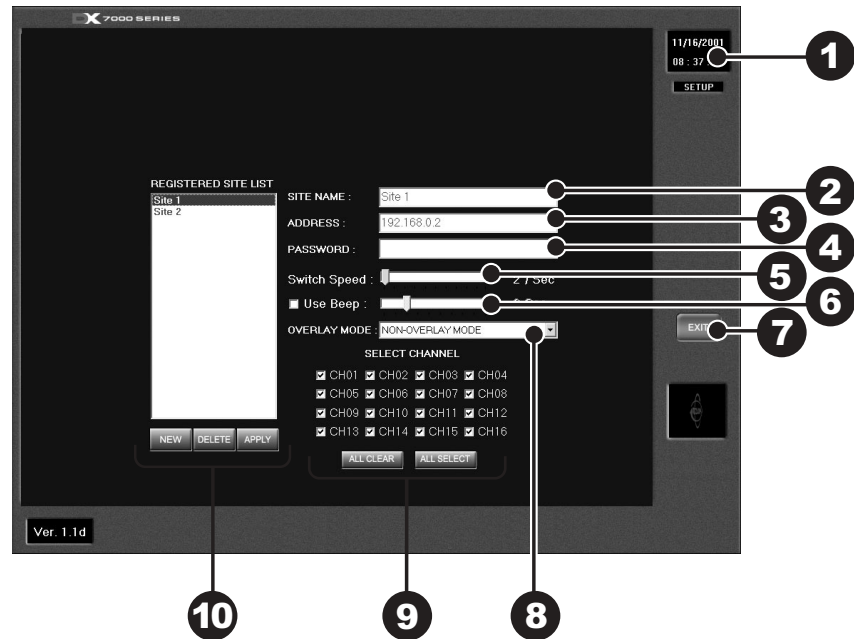 DX 7000 SERIES
11/16/2001
08 : 37
SETUP
1
REGISTERED SITE LIST
Site 1
Site 2
SITE NAME : Site 1
2
ADDRESS : 192.168.0.2
3
PASSWORD :
4
Switch Speed : 2 / Sec
5
Use Beep :
6
OVERLAY MODE : NON-OVERLAY MODE
EXIT
7
SELECT CHANNEL
CH01 CH02 CH03 CH04
CH05 CH06 CH07 CH08
CH09 CH10 CH11 CH12
CH13 CH14 CH15 CH16
NEW DELETE APPLY
ALL CLEAR ALL SELECT
Ver. 1.1d
10 9 8